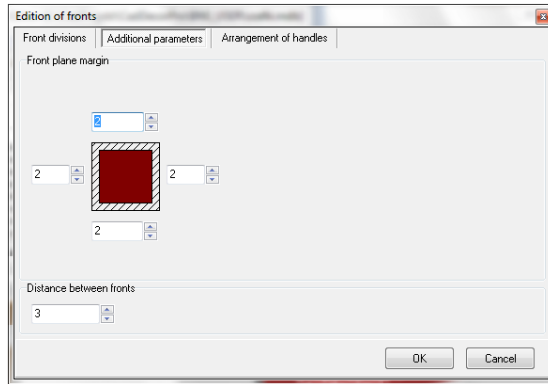 Edition of fronts
Front divisions Additional parameters Arrangement of handles
Front plane margin
2
2 2
2
Distance between fronts
3
OK Cancel